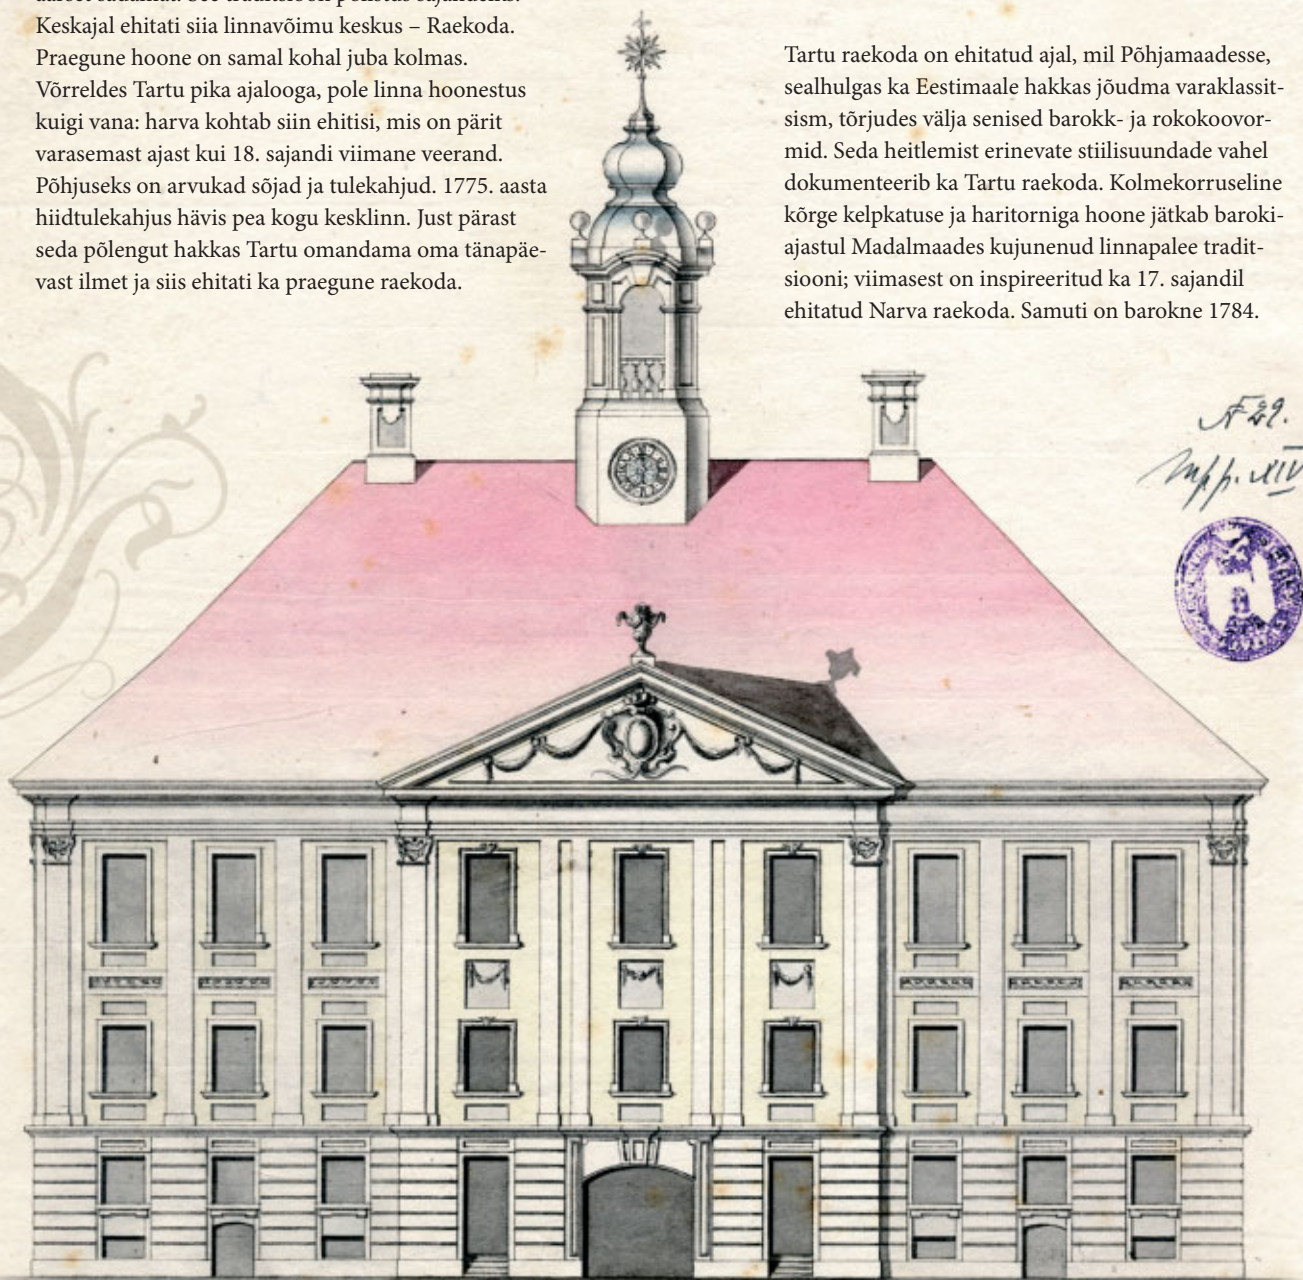 Keskajal ehitati siia linnavõimu keskus – Raekoda.
Praegune hoone on samal kohal juba kolmas.
Võrreldes Tartu pika ajalooga, pole linna hoonestus
kuigi vana: harva kohtab siin ehitisi, mis on pärit
varasemast ajast kui 18. sajandi viimane veerand.
Põhjuseks on arvukad sõjad ja tulekahjud. 1775. aasta
hiidtulekahjus hävis pea kogu kesklinn. Just pärast
seda põlengut hakkas Tartu omandama oma tänapäe-
vast ilmet ja siis ehitati ka praegune raekoda.
Tartu raekoda on ehitatud ajal, mil Põhjamaadesse,
sealhulgas ka Eestimaale hakkas jõudma varaklassit-
sism, tõrjudes välja senised barokk- ja rokokoovor-
mid. Seda heitlemist erinevate stiilisuundade vahel
dokumenteerib ka Tartu raekoda. Kolmekorruseline
kõrge kelpkatuse ja haritorniga hoone jätkab baroki-
ajastul Madalmaades kujunenud linnapalee tradit-
siooni; viimasest on inspireeritud ka 17. sajandil
ehitatud Narva raekoda. Samuti on barokne 1784.